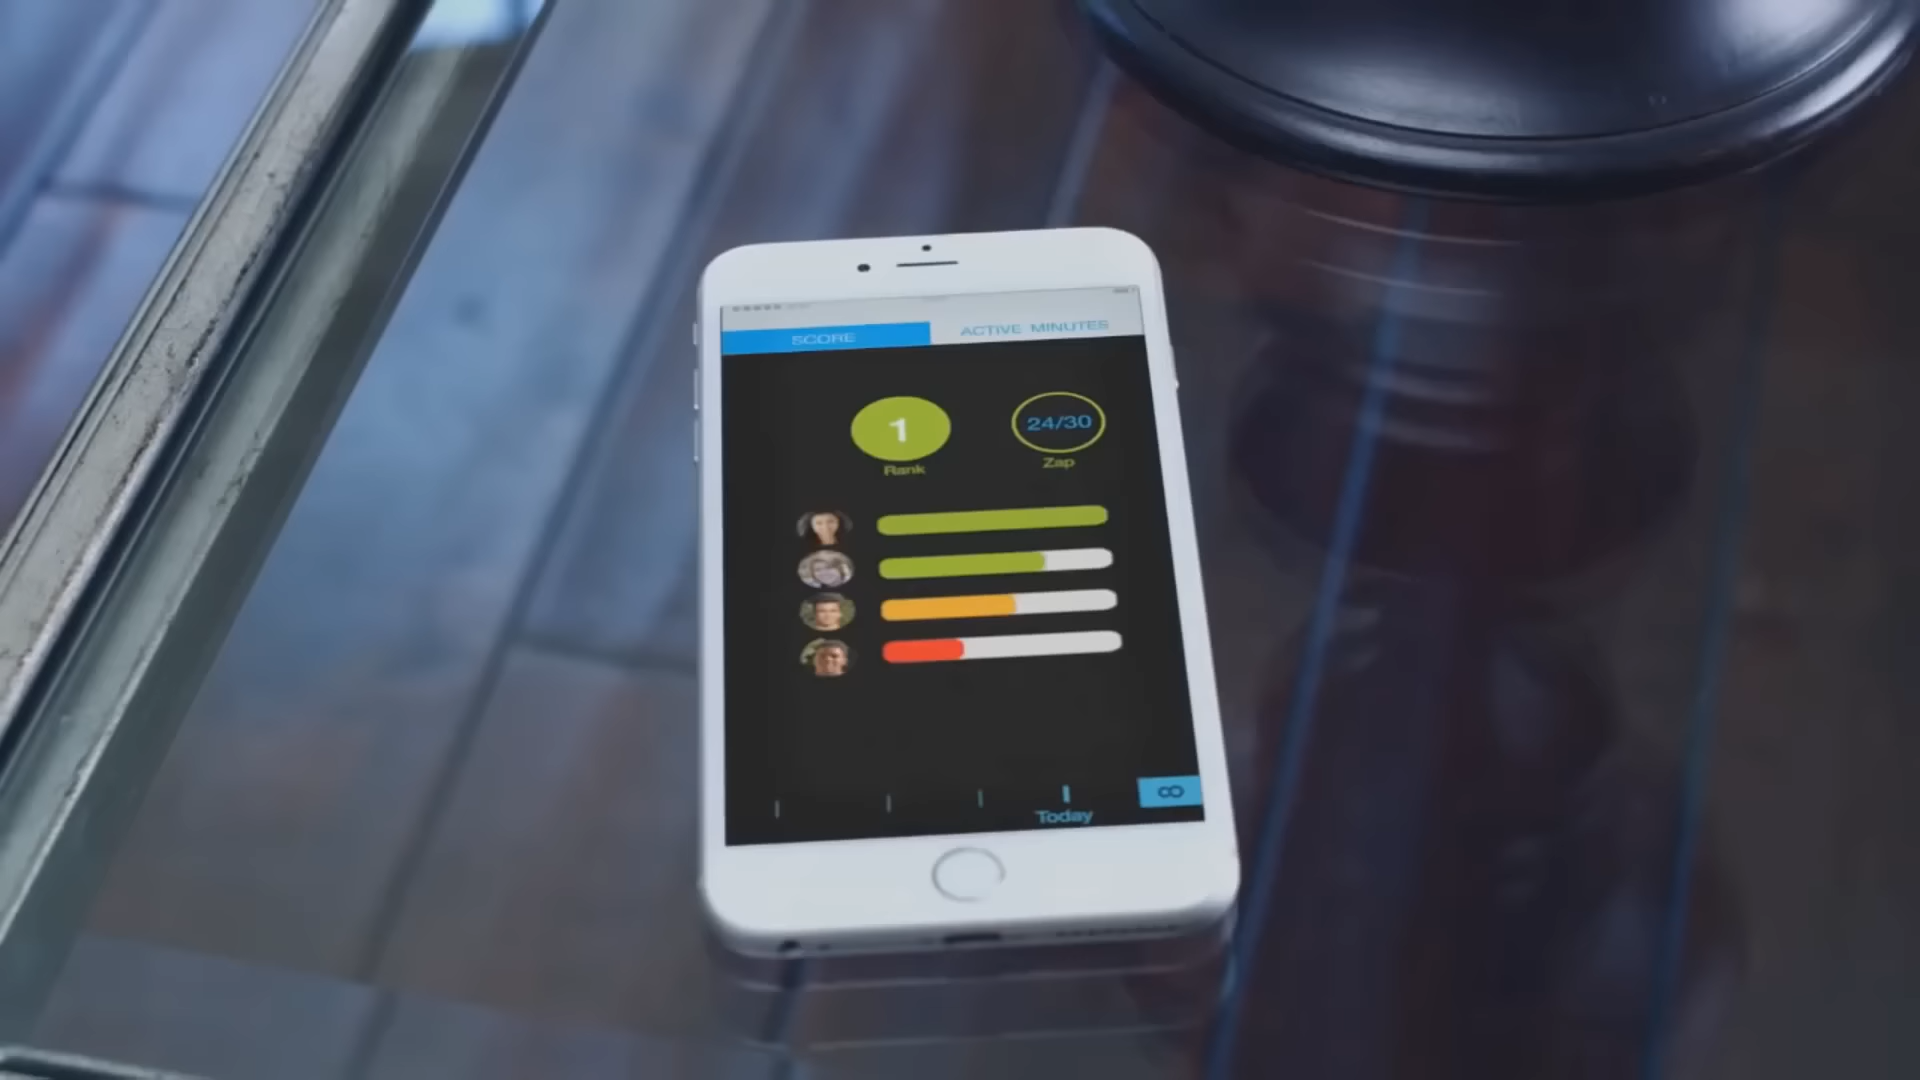 SCORE
ACTIVE MINUTES
1
24/30
Rank
Zap
Today